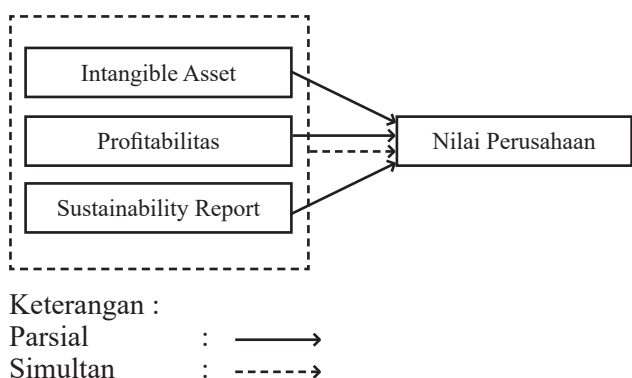 Intangible Asset
Profitabilitas
Nilai Perusahaan
Sustainability Report
Keterangan :
Parsial :
Simultan :